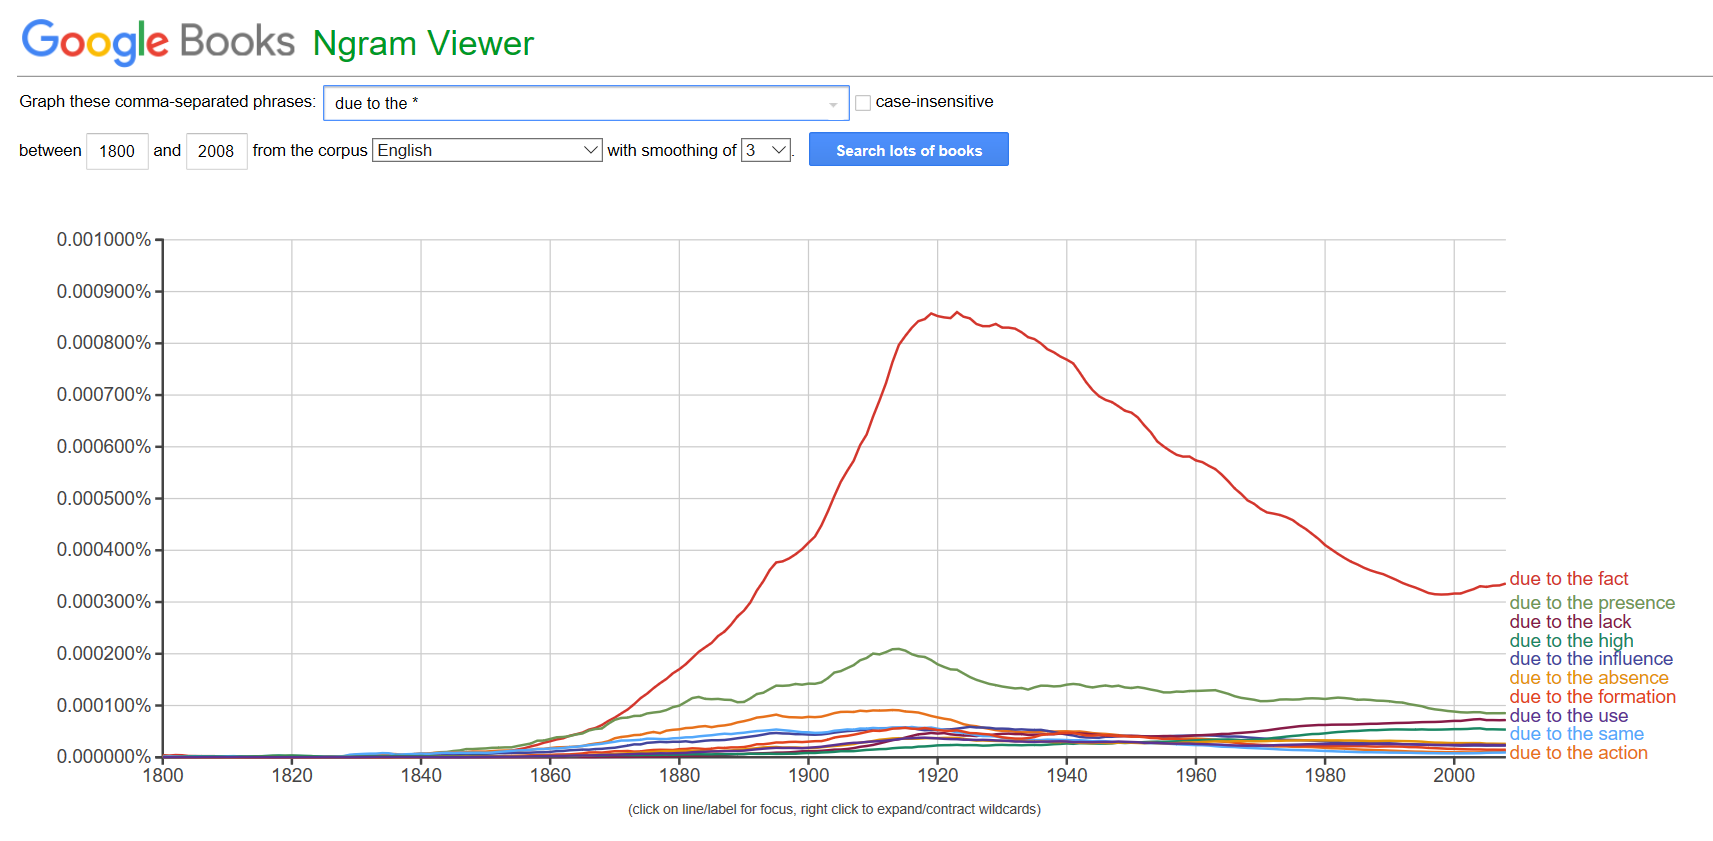 Google Books Ngram Viewer
Graph these comma-separated phrases: due to the * case-insensitive
between 1800 and 2008 from the corpus English with smoothing of 3 . Search lots of books
0.001000%
0.000900%
0.000800%
0.000700%
0.000600%
0.000500%
0.000400%
0.000300%
0.000200%
0.000100%
0.000000%
1800 1820 1840 1860 1880 1900 1920 1940 1960 1980 2000
due to the fact
due to the presence
due to the lack
due to the high
due to the influence
due to the absence
due to the formation
due to the use
due to the same
due to the action
(click on line/label for focus, right click to expand/contract wildcards)